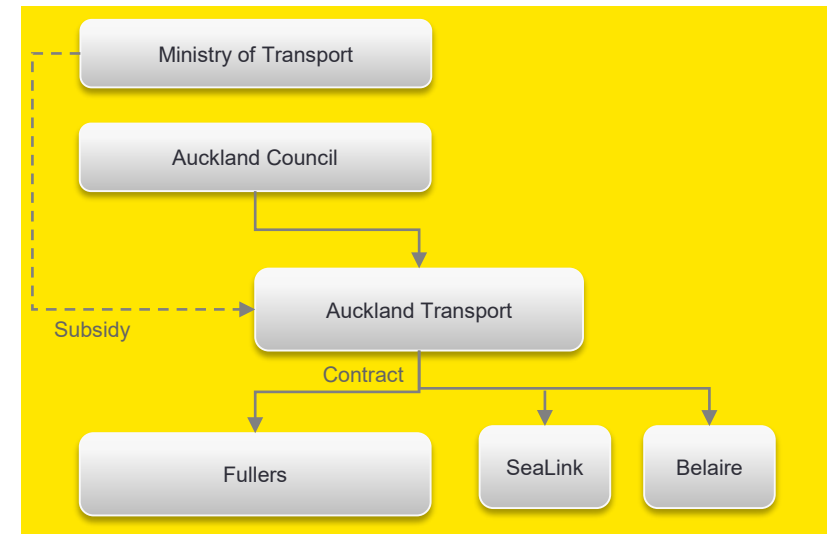 Ministry of Transport
Auckland Council
Auckland Transport
Subsidy
Contract
Fullers
SeaLink
Belaire